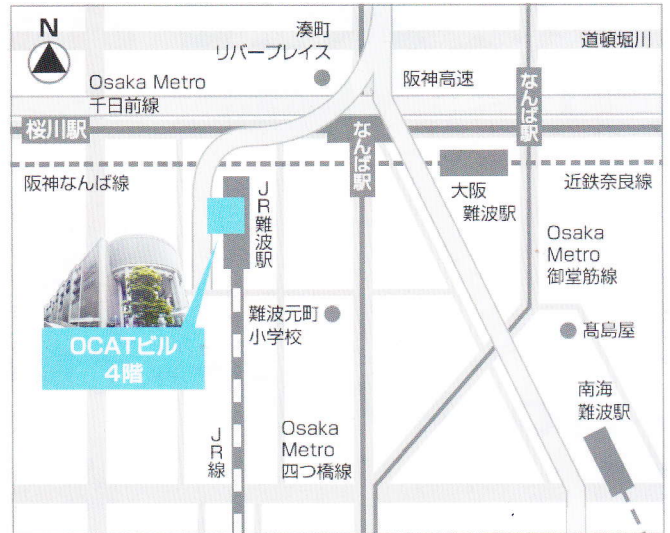 N
湊町
リバープレイス
道頓堀川
Osaka Metro
千日前線
阪神高速
なんば駅
桜川駅
なんば駅
阪神なんば線
JR難波駅
大阪
難波駅
近鉄奈良線
Osaka
Metro
御堂筋線
難波元町
小学校
髙島屋
OCATビル
4階
南海
難波駅
JR線
Osaka
Metro
四つ橋線